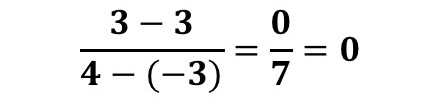 3 − 3
4 − (−3) = 0
7 = 0